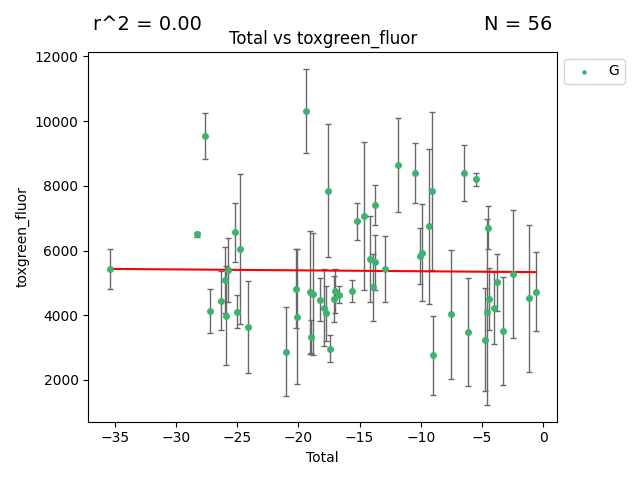 r^2 = 0.00
N = 56
Total vs toxgreen_fluor
G
12000
10000
8000
6000
4000
2000
toxgreen_fluor
−35 −30 −25 −20 −15 −10 −5 0
Total